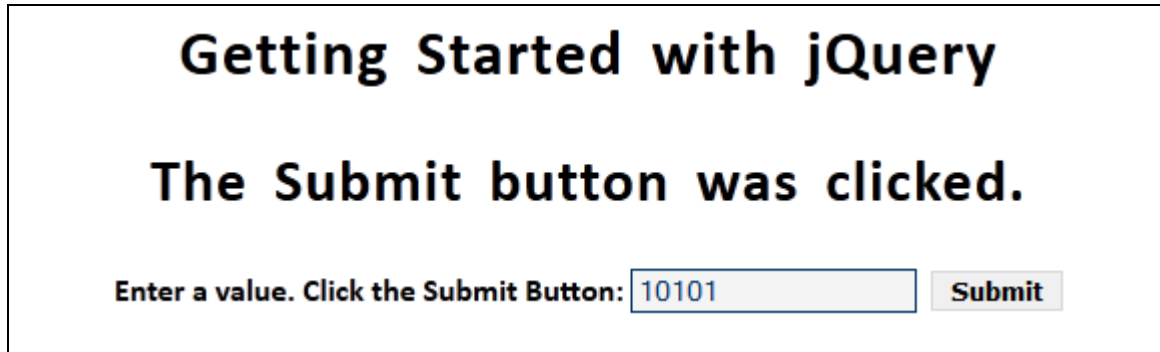 Getting Started with jQuery
The Submit button was clicked.
Enter a value. Click the Submit Button: 10101 Submit